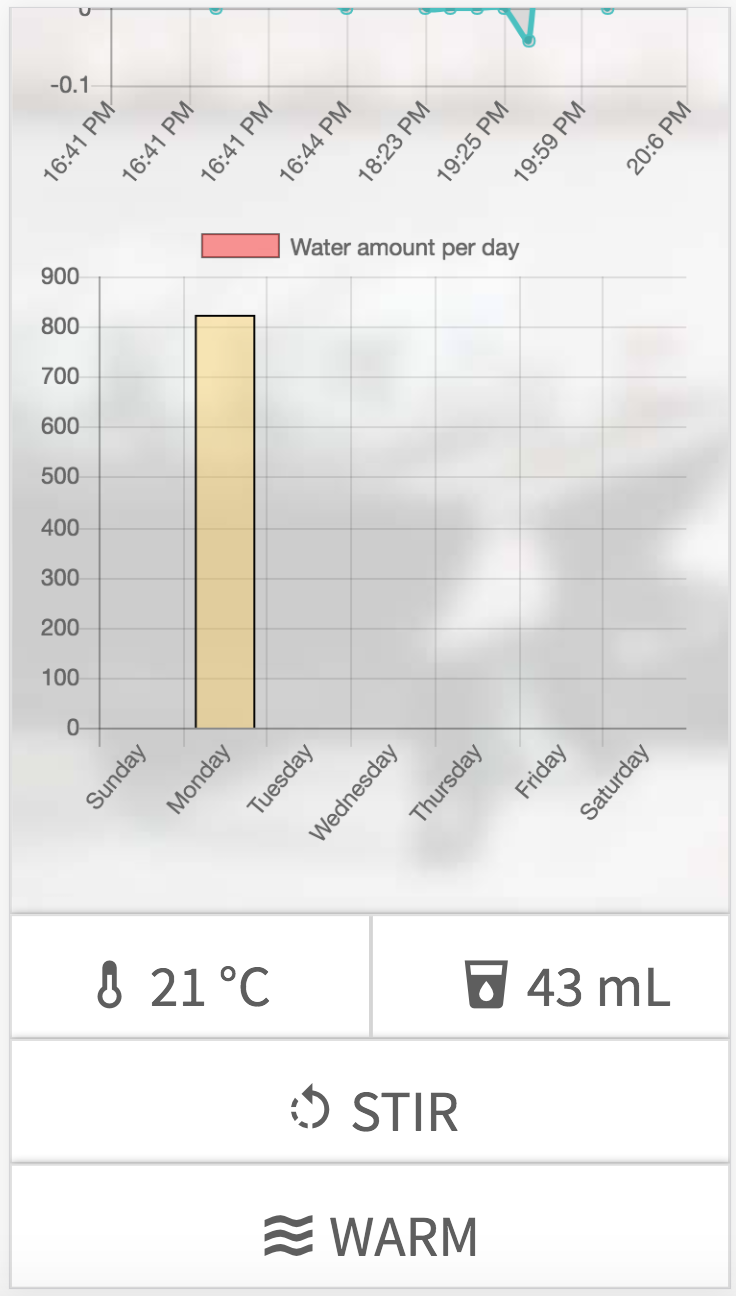 0
-0.1
16:41 PM
16:41 PM
16:41 PM
16:44 PM
18:23 PM
19:25 PM
19:59 PM
20:6 PM
Water amount per day
900
800
700
600
500
400
300
200
100
0
Sunday
Monday
Tuesday
Wednesday
Thursday
Friday
Saturday
21 °C
43 mL
STIR
WARM